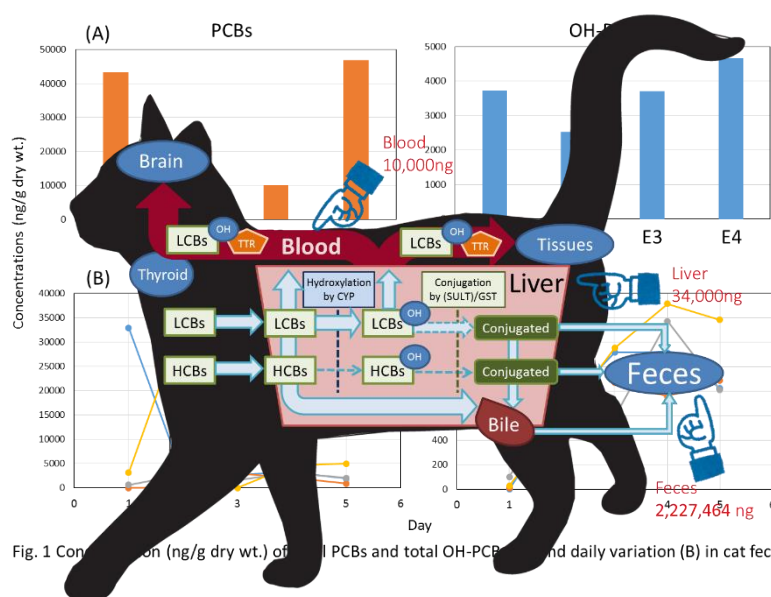 (A)
PCBs
OH-P
Concentrations (ng/g dry wt.)
50000
40000
30000
20000
10000
0
5000
4000
3000
2000
1000
0
E3
E4
Brain
Blood
10,000ng
LCBs
OH
TTR
Blood
LCBs
OH
TTR
Tissues
Thyroid
Hydroxylation
by CYP
Conjugation
by (SULT)/GST
Liver
Liver
34,000ng
(B)
40000
35000
30000
25000
20000
15000
10000
5000
0
LCBs
LCBs
LCBs
OH
Conjugated
HCBs
HCBs
HCBs
OH
Conjugated
Feces
Bile
400
200
0
Feces
2,227,464 ng
1
3
5
6
0
1
2
3
4
5
6
Day
Fig. 1 Con on (ng/g dry wt.) of l PCBs and total OH-PCB nd daily variation (B) in cat fec